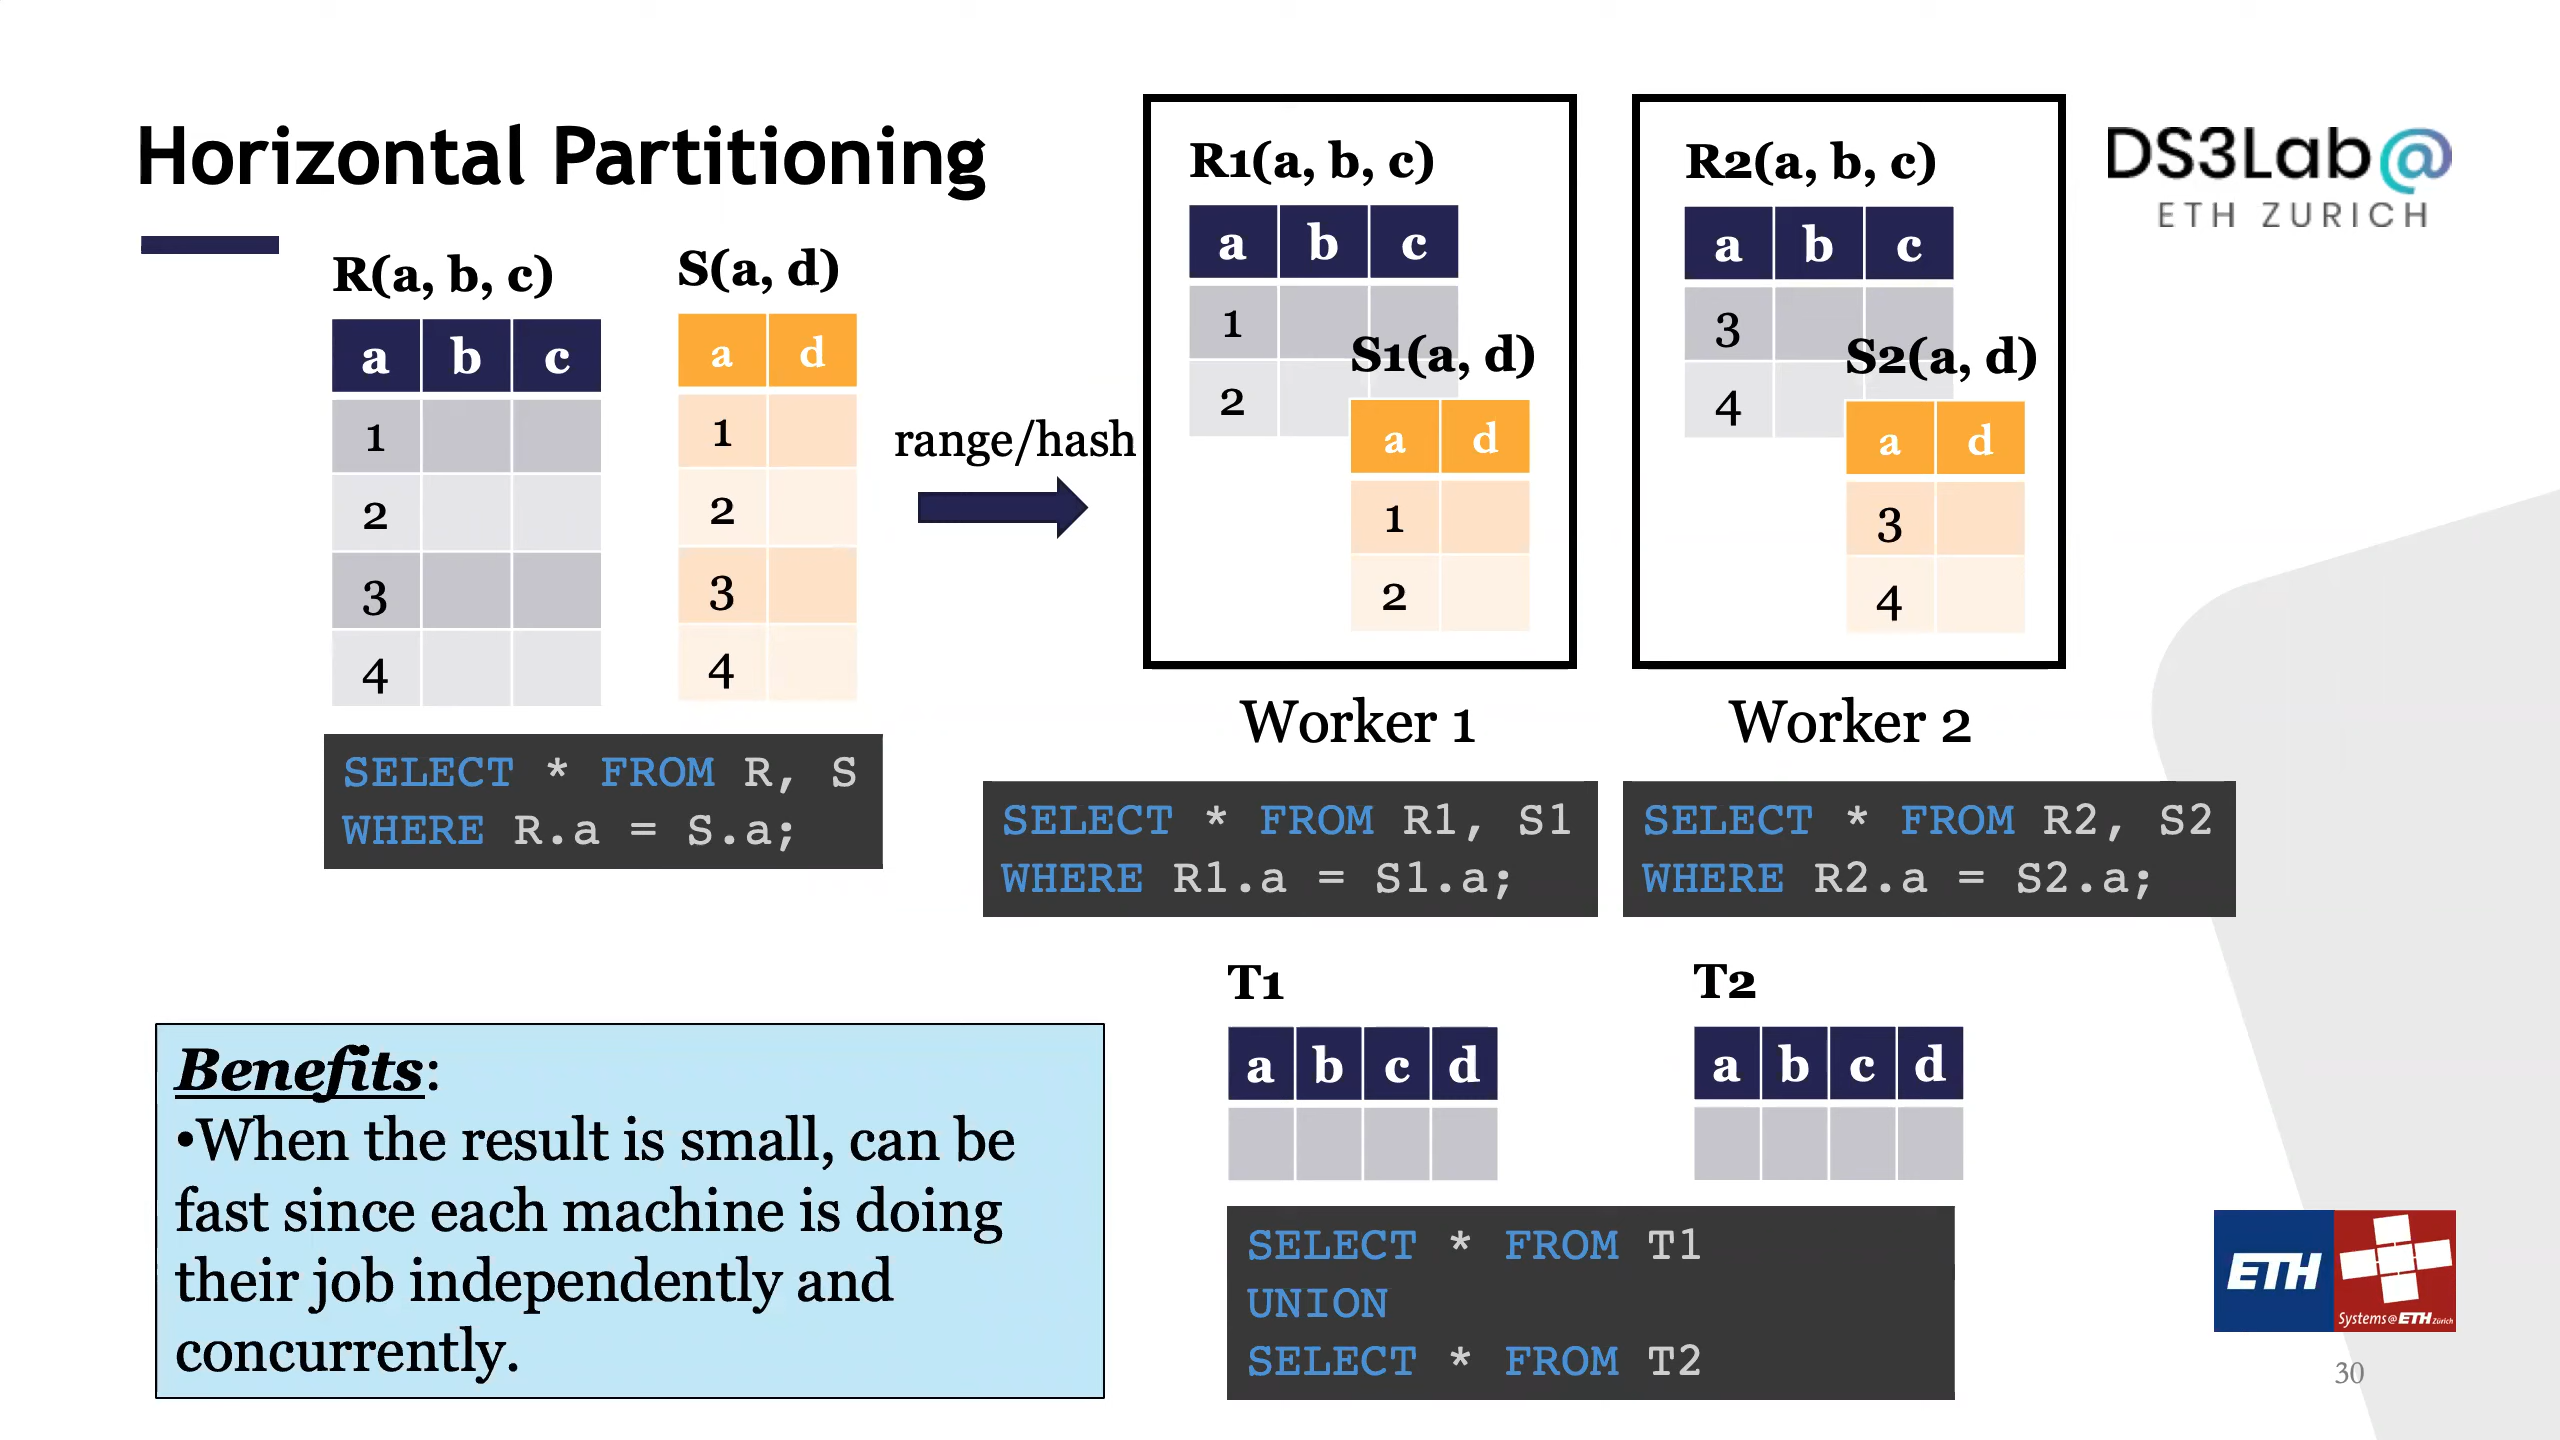 Horizontal Partitioning
DS3Lab@
ETH ZURICH
R(a, b, c)
a b c
1
2
3
4
S(a, d)
a d
1
2
3
4
SELECT * FROM R, S
WHERE R.a = S.a;
range/hash
R1(a, b, c)
a b c
1
2
S1(a, d)
a d
1
2
Worker 1
R2(a, b, c)
a b c
3
4
S2(a, d)
a d
3
4
Worker 2
SELECT * FROM R1, S1
WHERE R1.a = S1.a;
SELECT * FROM R2, S2
WHERE R2.a = S2.a;
T1
a b c d
T2
a b c d
SELECT * FROM T1
UNION
SELECT * FROM T2
Benefits:
•When the result is small, can be
fast since each machine is doing
their job independently and
concurrently.
ETH
Systems@ETH Zürich
30